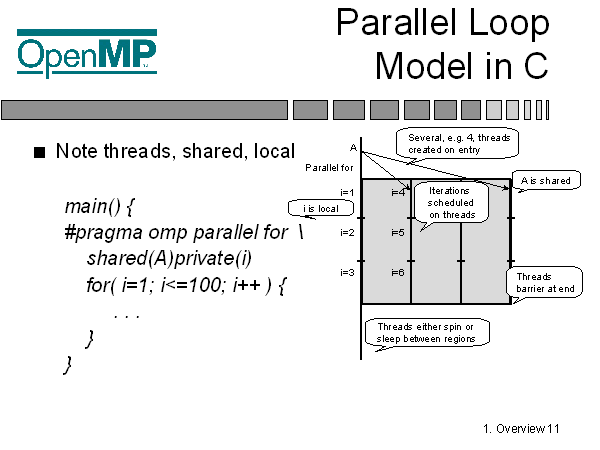 OpenMP™
Parallel Loop
Model in C
■ Note threads, shared, local
main() {
#pragma omp parallel for \
shared(A)private(i)
for( i=1; i<=100; i++ ) {
. . .
}
}
Several, e.g. 4, threads
created on entry
A
Parallel for
A is shared
i=1
i=4
Iterations
scheduled
on threads
i is local
i=2
i=5
i=3
i=6
Threads
barrier at end
Threads either spin or
sleep between regions
1. Overview 11